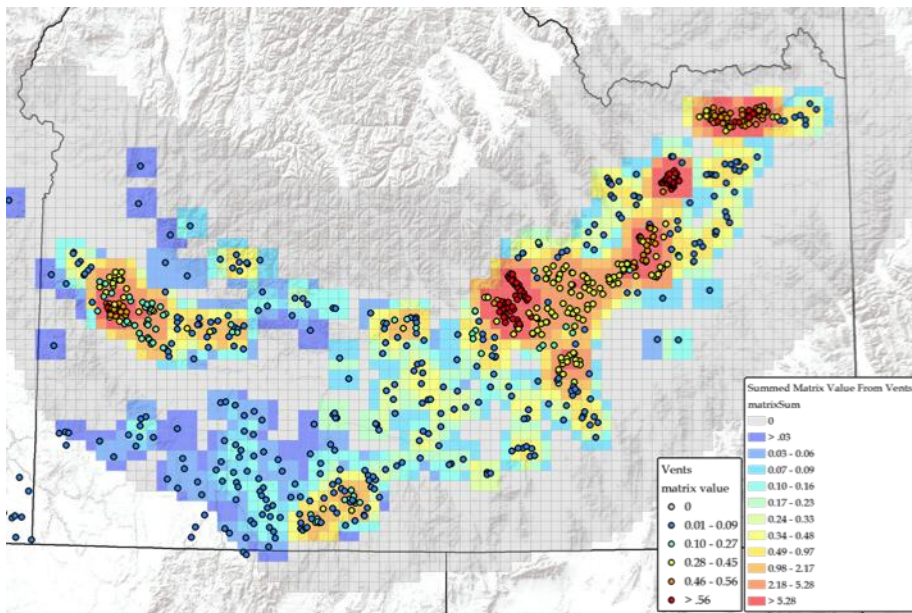 Summed Matrix Value From Vents
matrixSum
0
> .03
0.03 - 0.06
0.07 - 0.09
0.10 - 0.16
0.17 - 0.23
0.24 - 0.33
0.34 - 0.48
0.49 - 0.97
0.98 - 2.17
2.18 - 5.28
> 5.28
Vents
matrix value
0
0.01 - 0.09
0.10 - 0.27
0.28 - 0.45
0.46 - 0.56
> .56